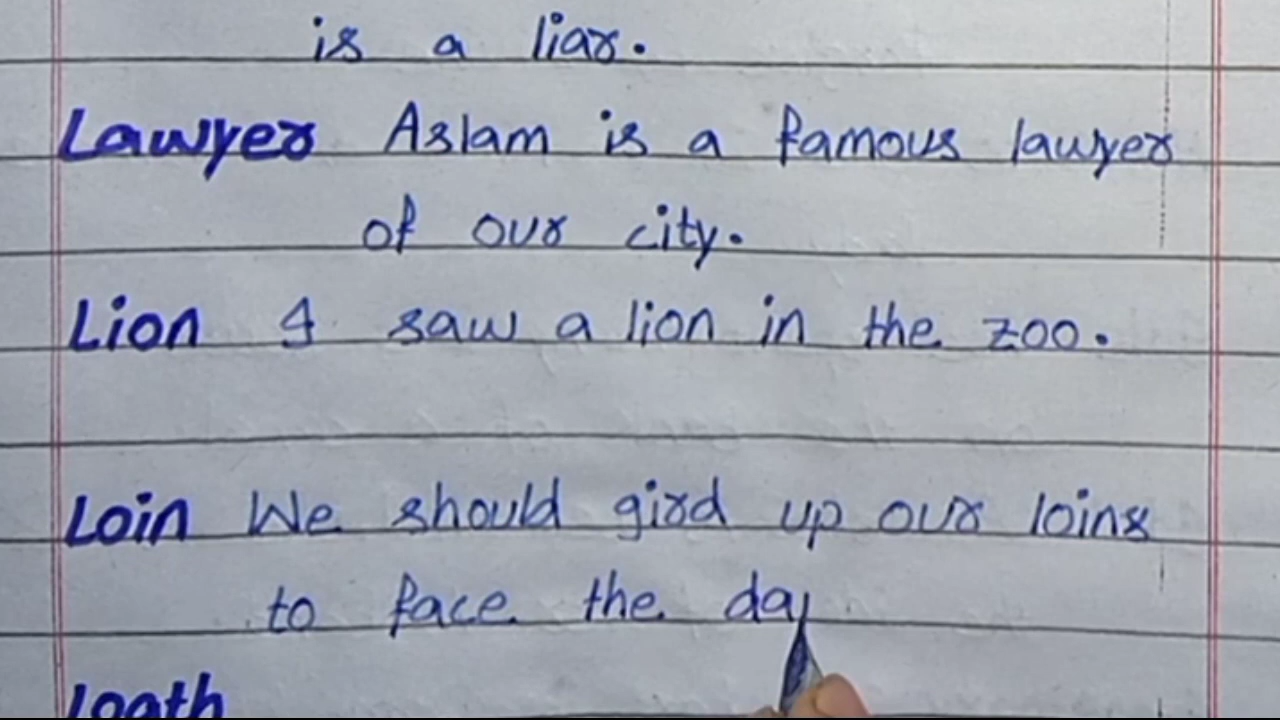 is a liar.
Lawyer Aslam is a famous lawyer
of our city.
Lion I saw a lion in the zoo.
Loin We should gird up our loins
to face the da
Loath